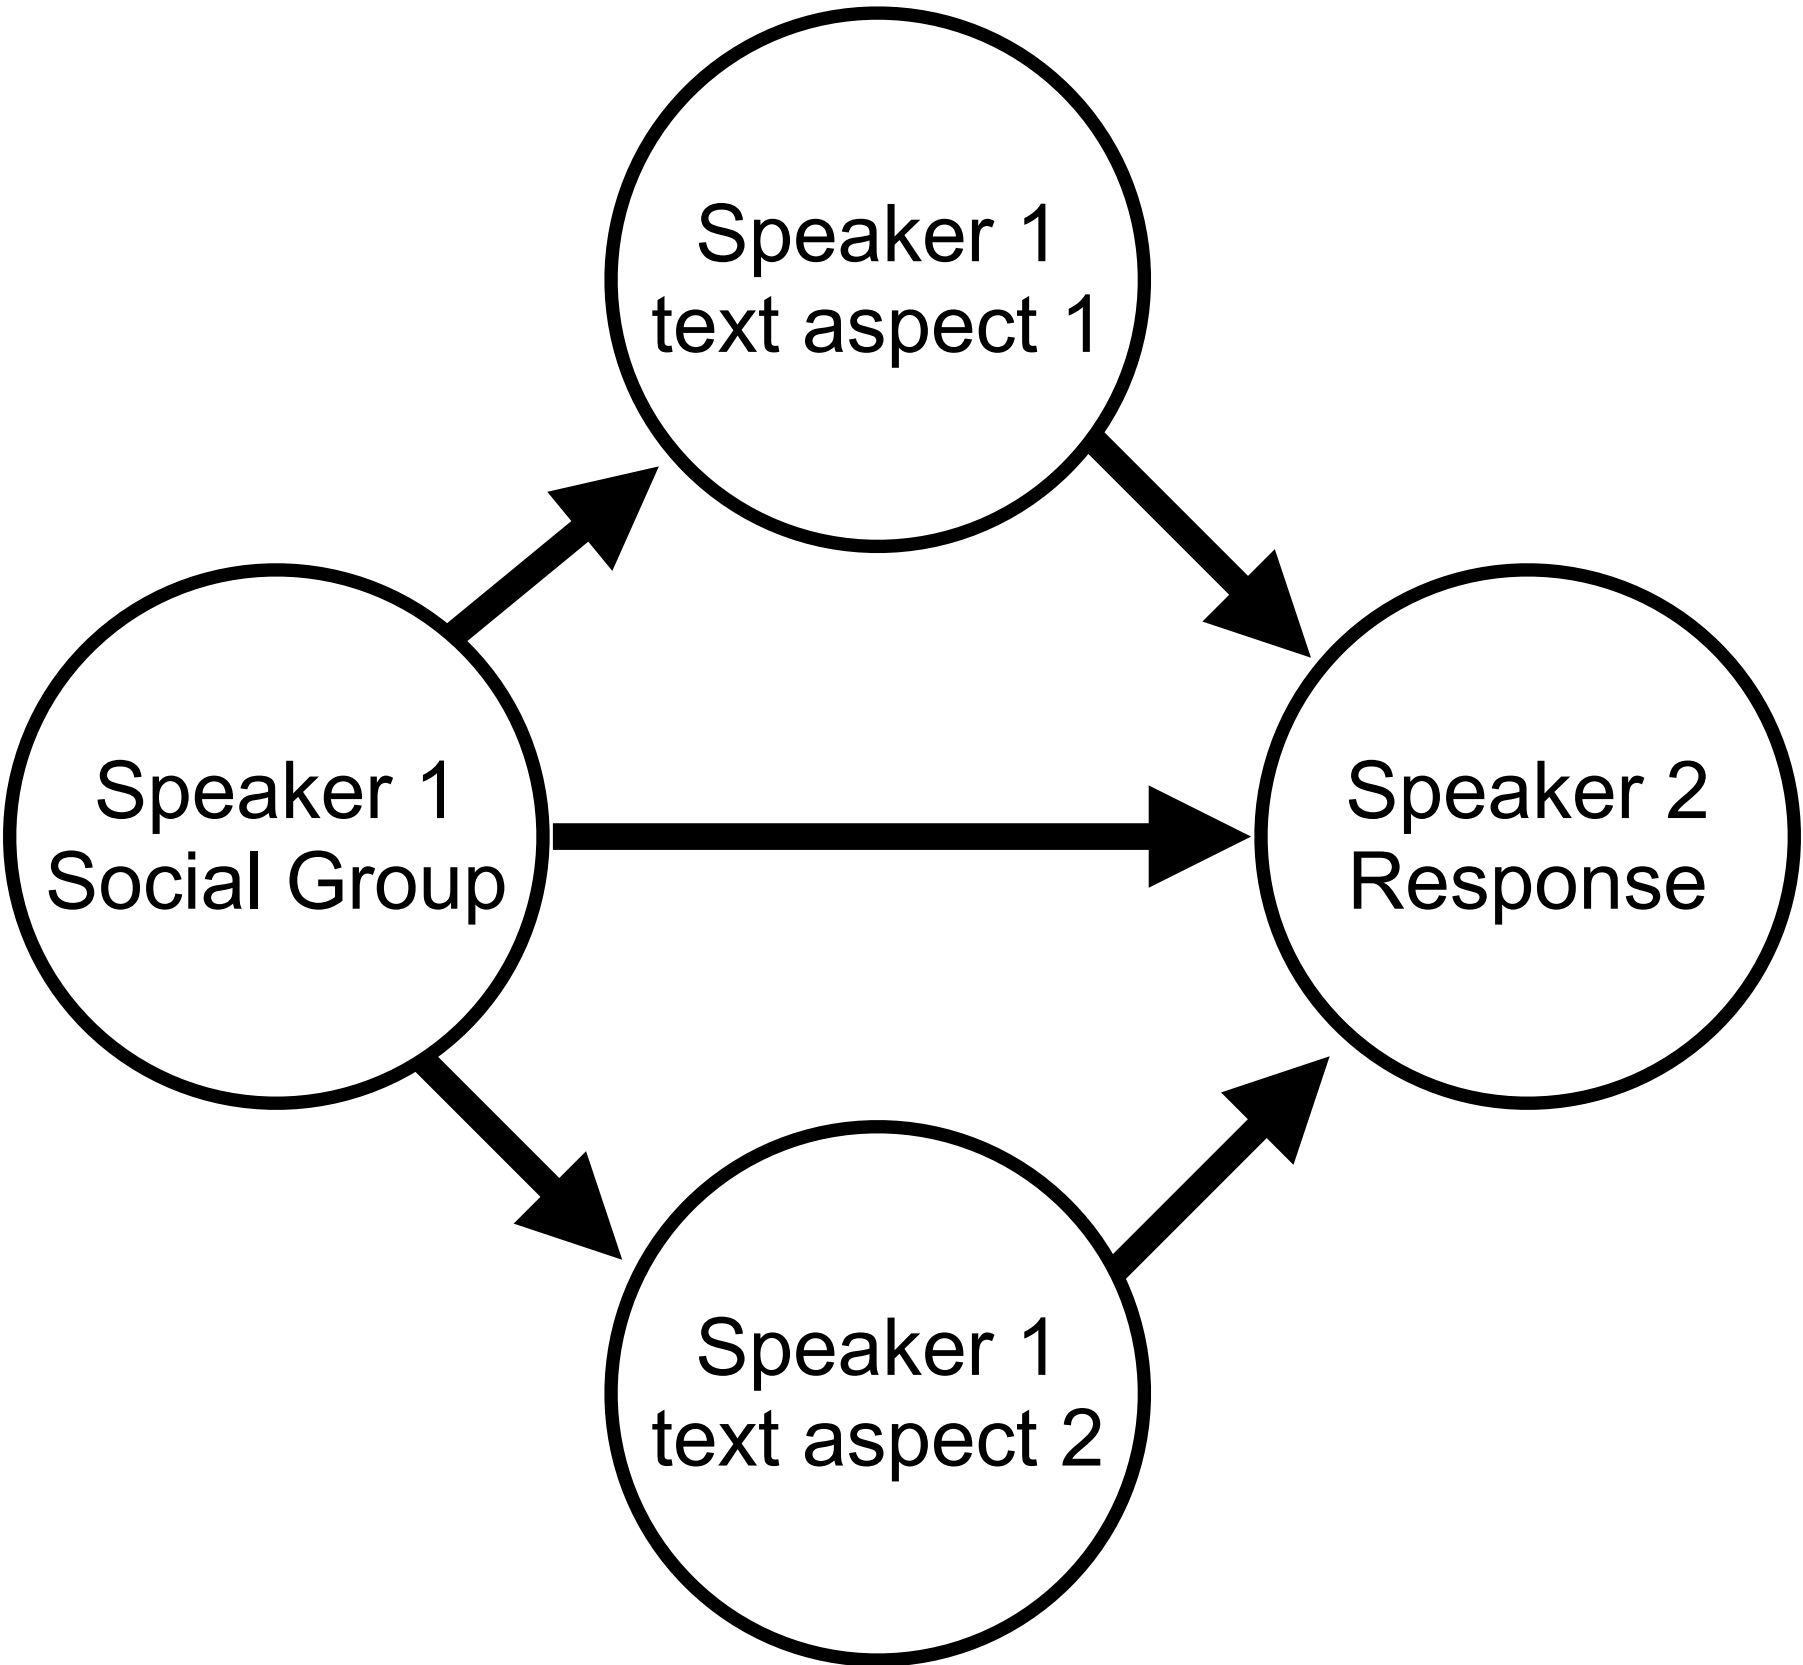 Speaker 1
text aspect 1
Speaker 1
Social Group
Speaker 2
Response
Speaker 1
text aspect 2